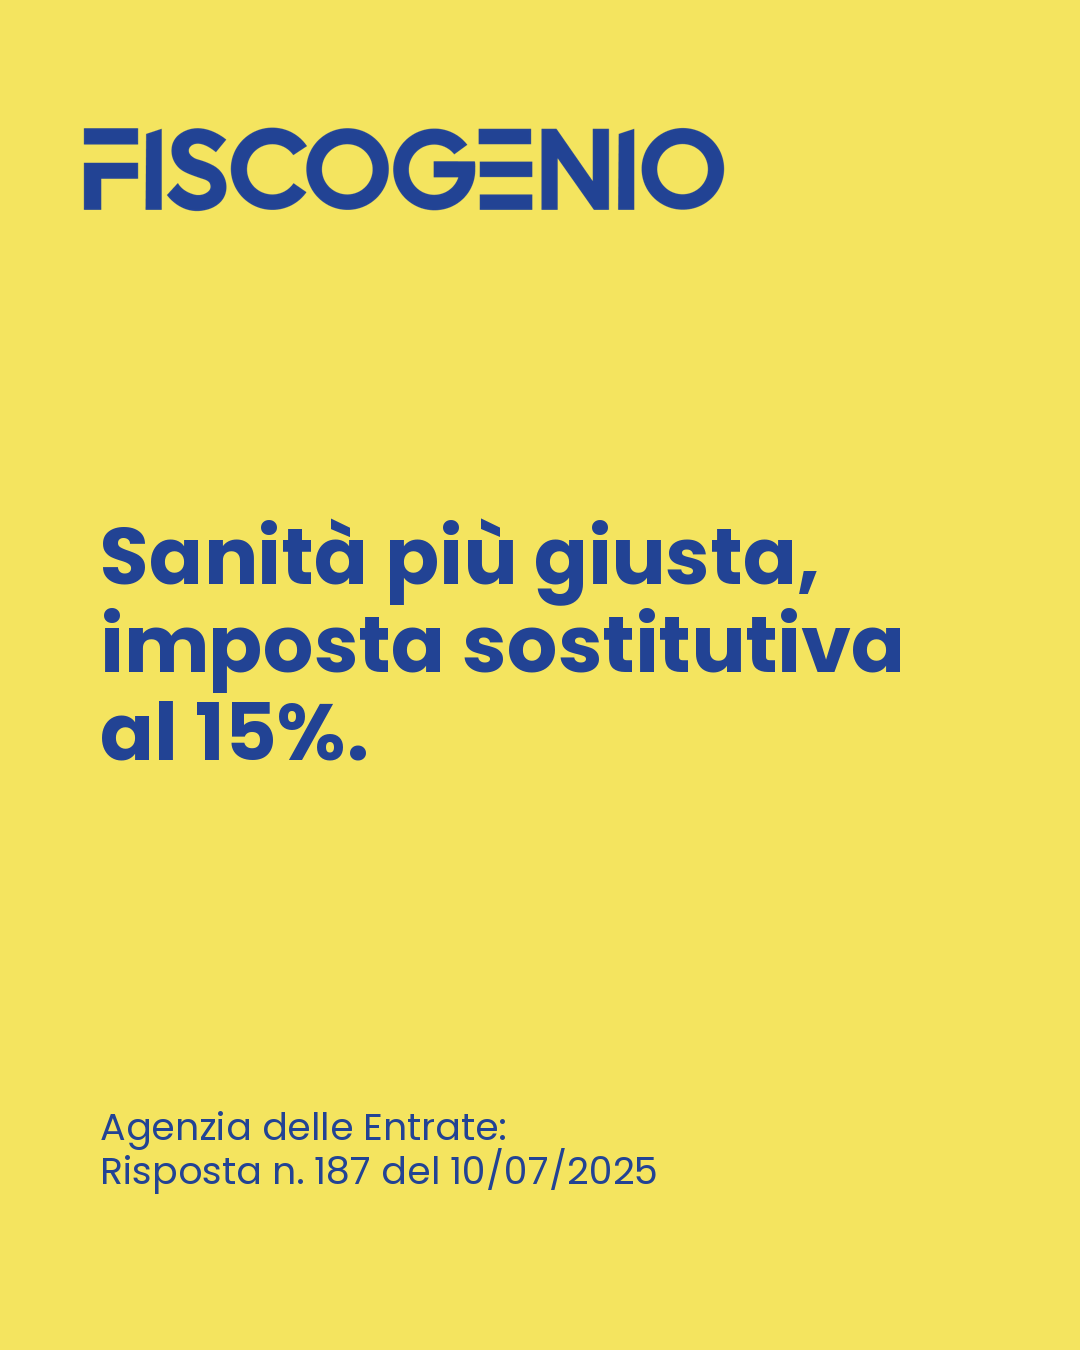 FISCOGENIO
Sanità più giusta,
imposta sostitutiva
al 15%.
Agenzia delle Entrate:
Risposta n. 187 del 10/07/2025